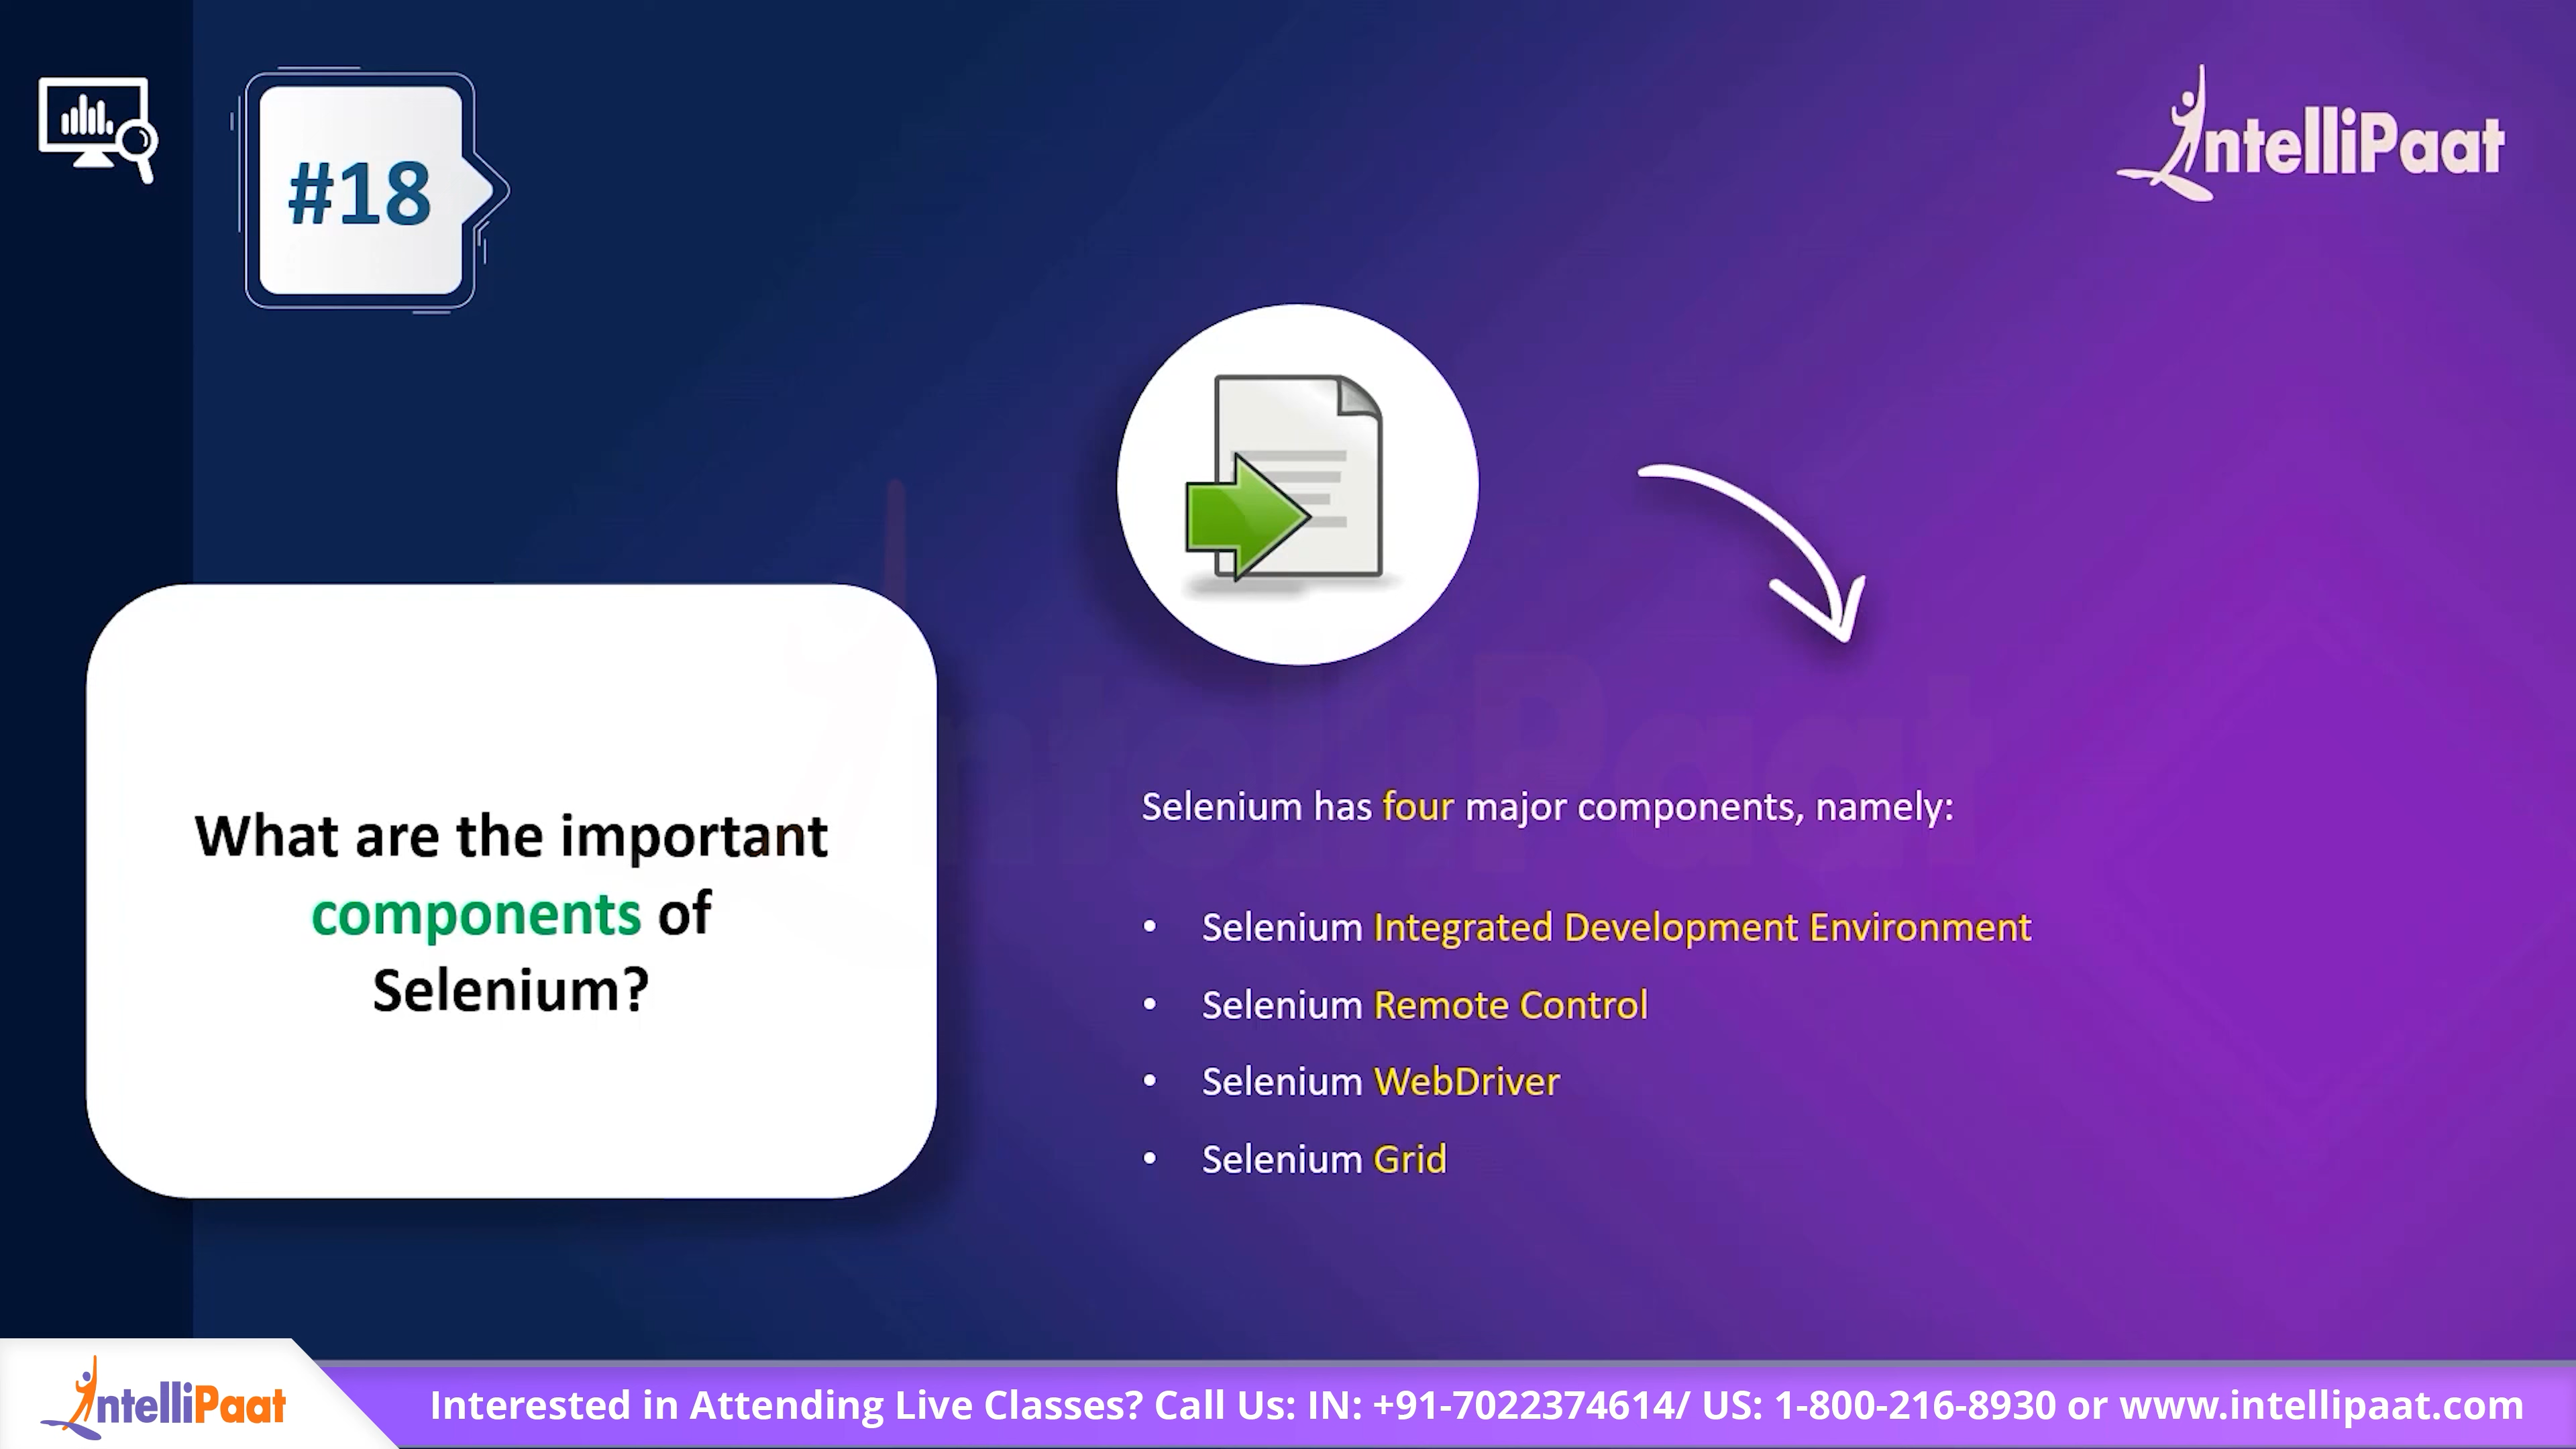 #18
IntelliPaat
What are the important
components of
Selenium?
Selenium has four major components, namely:
• Selenium Integrated Development Environment
• Selenium Remote Control
• Selenium WebDriver
• Selenium Grid
IntelliPaat
IntelliPaat
Interested in Attending Live Classes? Call Us: IN: +91-7022374614/ US: 1-800-216-8930 or www.intellipaat.com